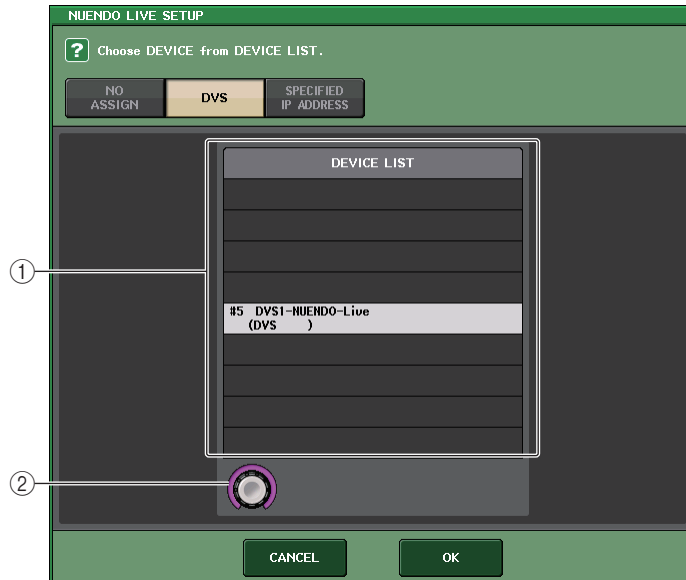 NUENDO LIVE SETUP
? Choose DEVICE from DEVICE LIST.
NO ASSIGN
DVS
SPECIFIED IP ADDRESS
DEVICE LIST
#5 DVS1-NUENDO-Live
(DVS )
①
②
CANCEL
OK